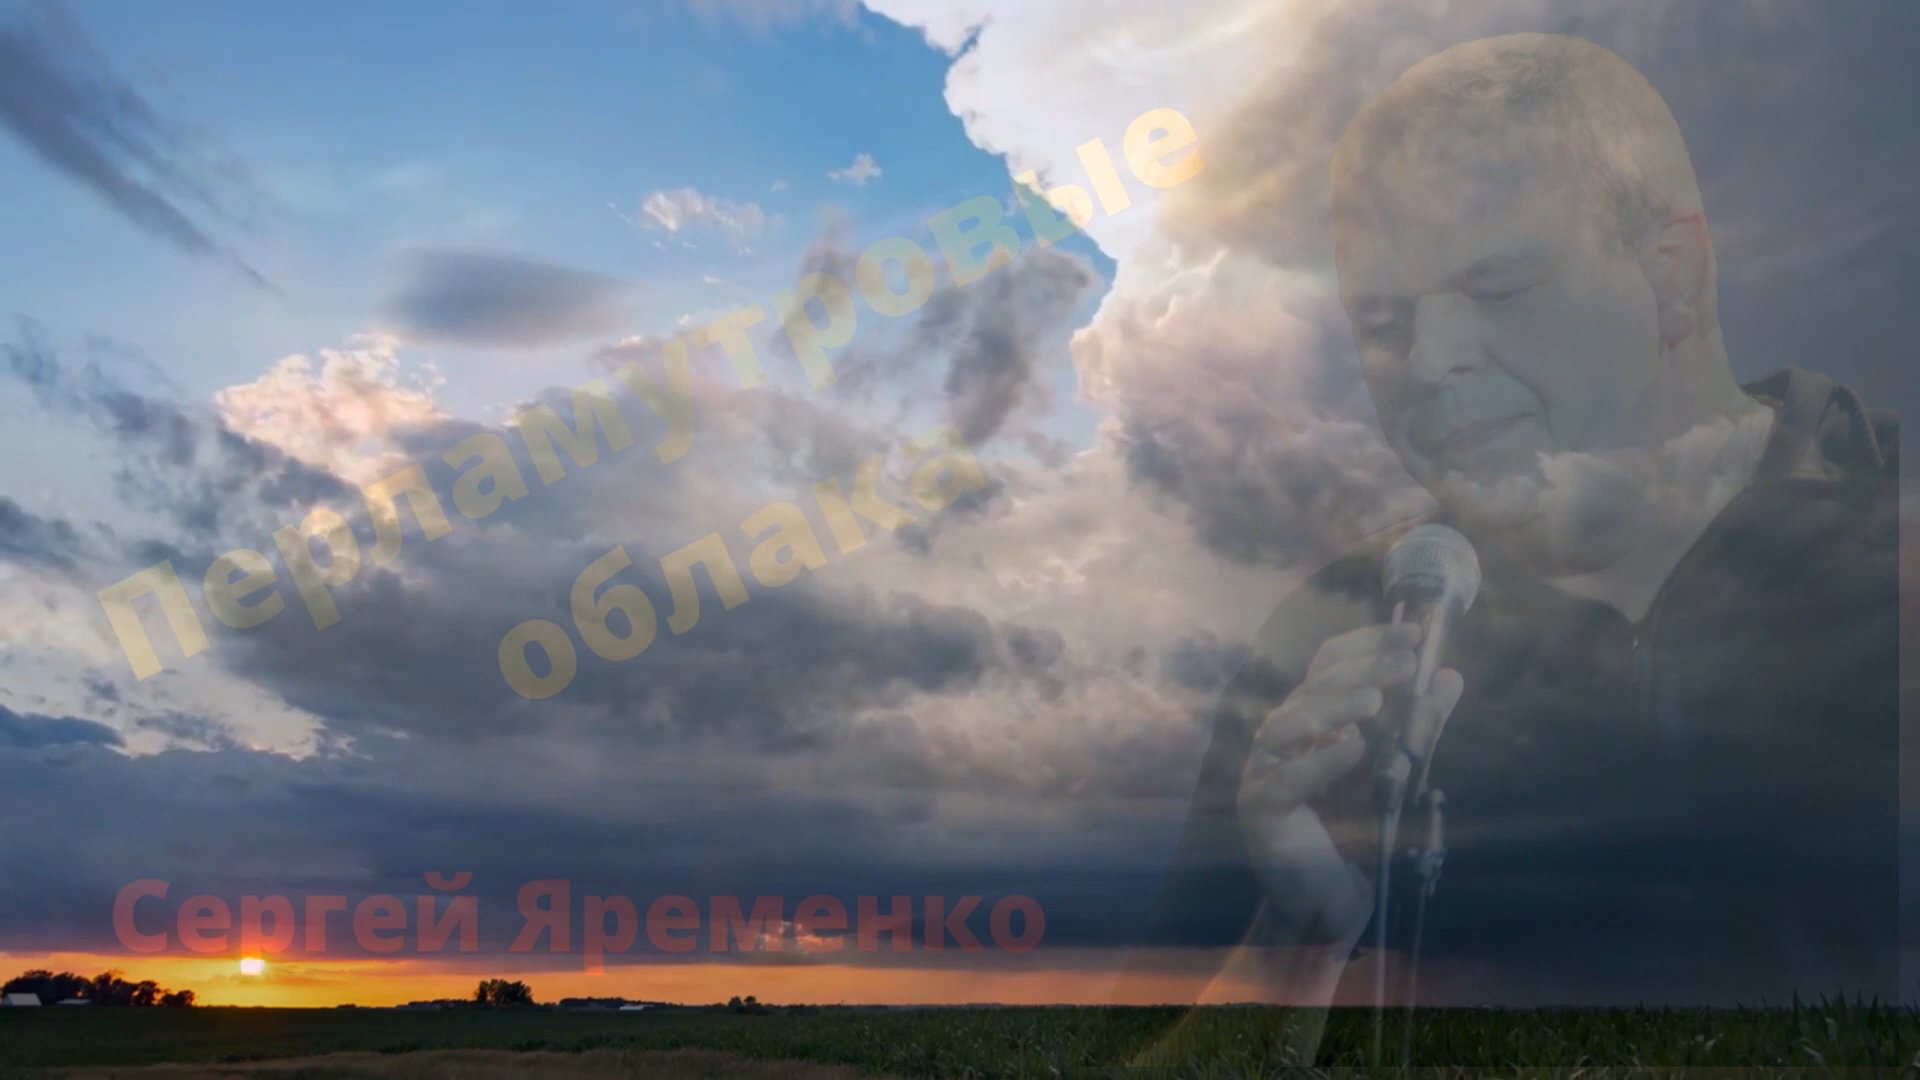 Перламутровые
облака
Сергей Яременко